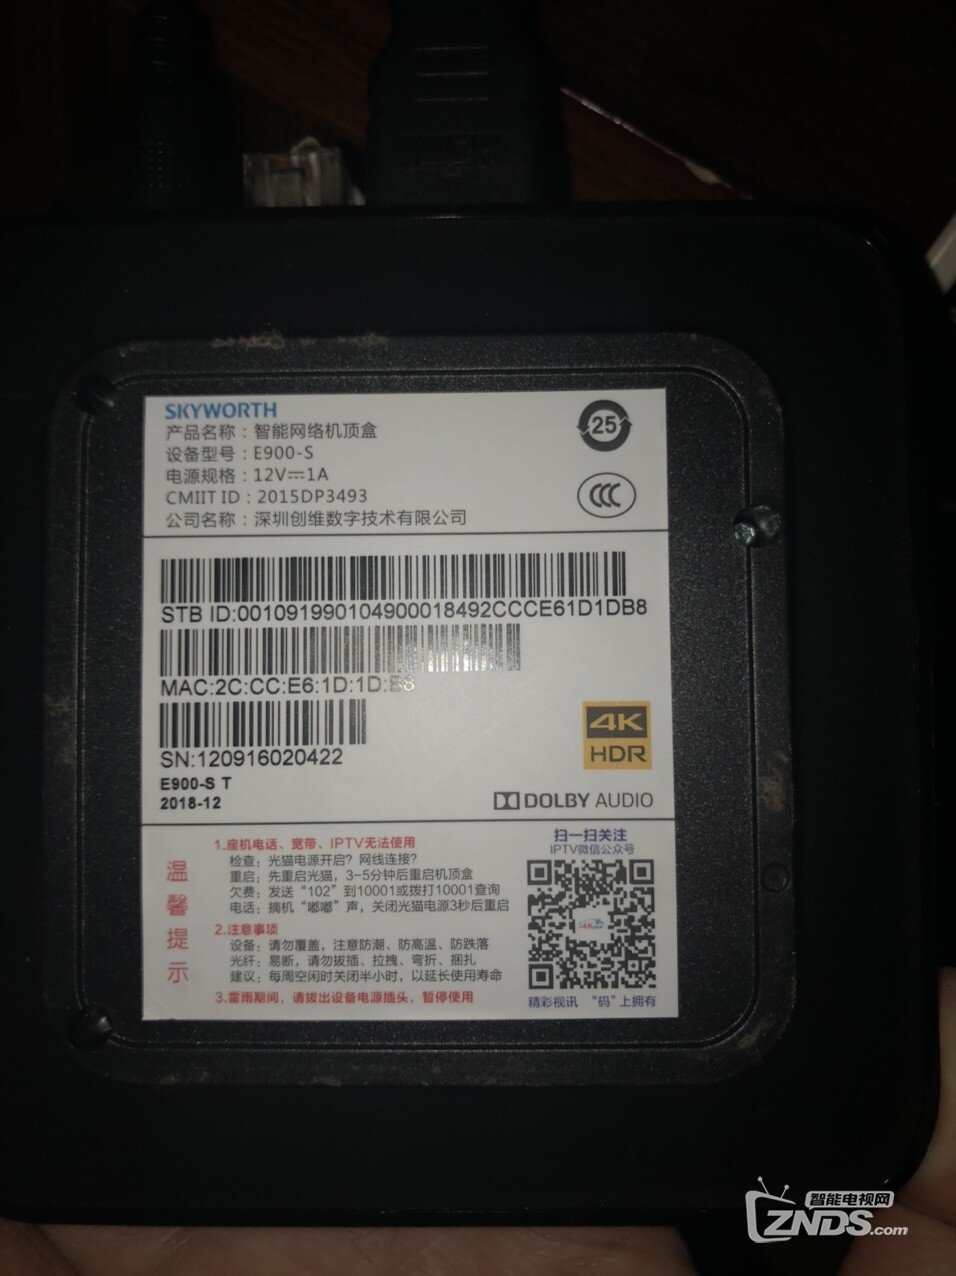 SKYWORTH
产品名称：智能网络机顶盒
设备型号：E900-S
电源规格：12V⎓1A
CMIIT ID：2015DP3493
公司名称：深圳创维数字技术有限公司
25
CCC
STB ID:001091990104900018492CCCE61D1DB8
MAC:2C:CC:E6:1D:1D:B8
SN:120916020422
E900-S T
2018-12
4K
HDR
DOLBY AUDIO
温馨提示
1.座机电话、宽带、IPTV无法使用
检查：光猫电源开启？网线连接？
重启：先重启光猫，3-5分钟后重启机顶盒
欠费：发送“102”到10001或拨打10001查询
电话：摘机“嘟嘟”声，关闭光猫电源3秒后重启
2.注意事项
设备：请勿覆盖，注意防潮、防高温、防跌落
光纤：易断，请勿拔插、拉拽、弯折、捆扎
建议：每周空闲时关闭半小时，以延长使用寿命
3.雷雨期间，请拔出设备电源插头，暂停使用
扫一扫关注
IPTV微信公众号
精彩视讯 “码”上拥有
智能电视网
ZNDS.com